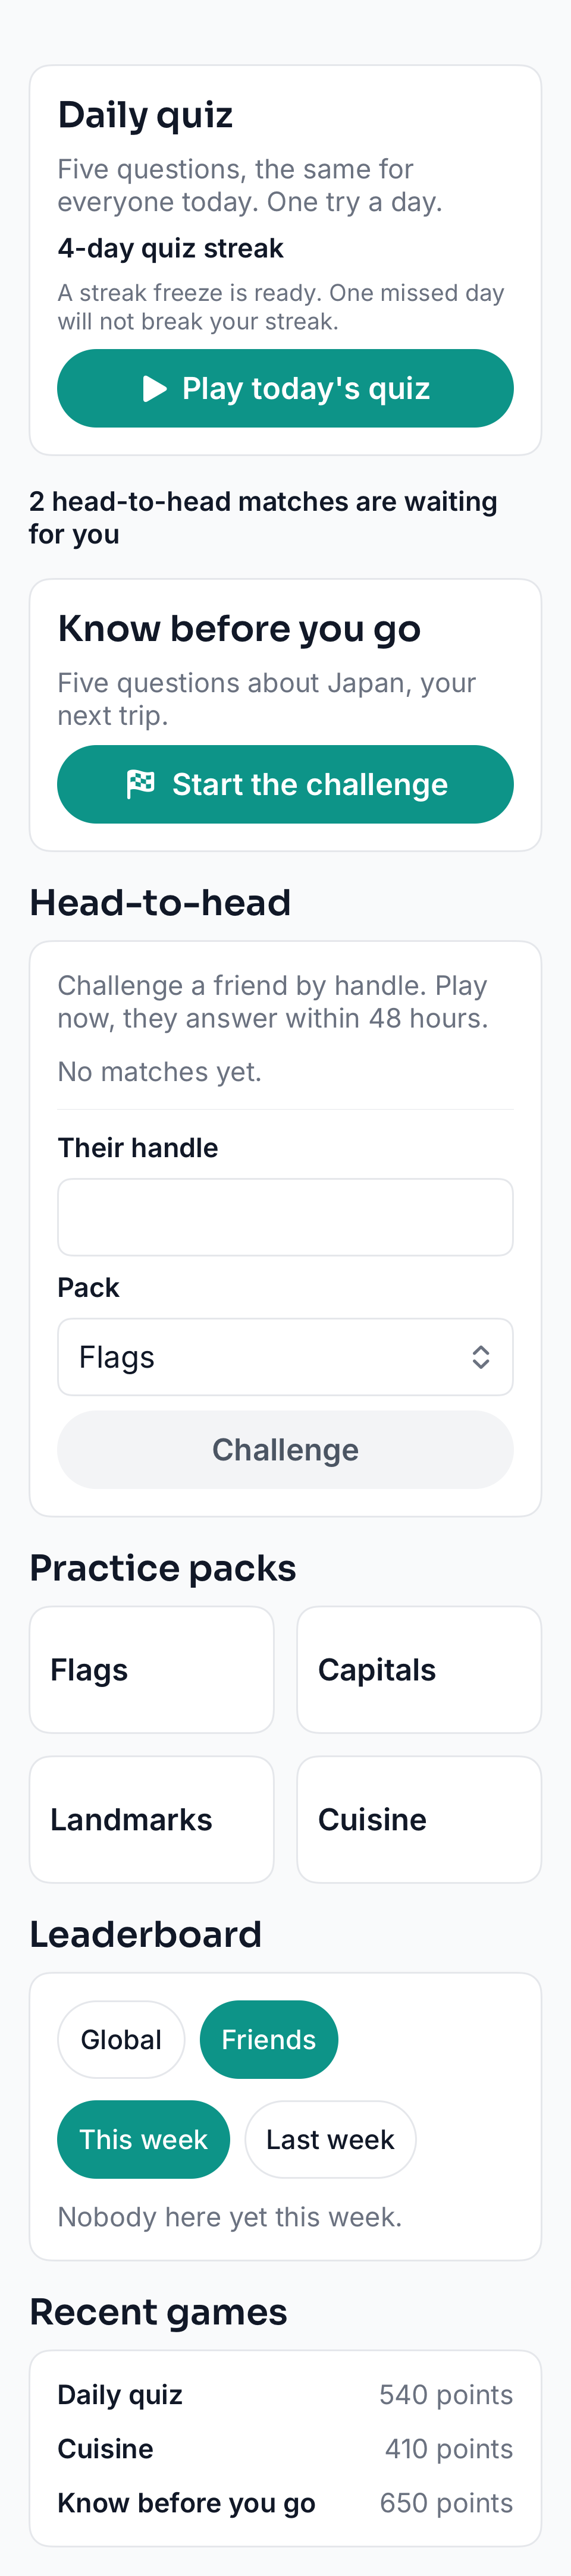 Daily quiz
Five questions, the same for
everyone today. One try a day.
4-day quiz streak
A streak freeze is ready. One missed day
will not break your streak.
Play today's quiz
2 head-to-head matches are waiting
for you
Know before you go
Five questions about Japan, your
next trip.
Start the challenge
Head-to-head
Challenge a friend by handle. Play
now, they answer within 48 hours.
No matches yet.
Their handle
Pack
Flags
Challenge
Practice packs
Flags
Capitals
Landmarks
Cuisine
Leaderboard
Global
Friends
This week
Last week
Nobody here yet this week.
Recent games
Daily quiz 540 points
Cuisine 410 points
Know before you go 650 points